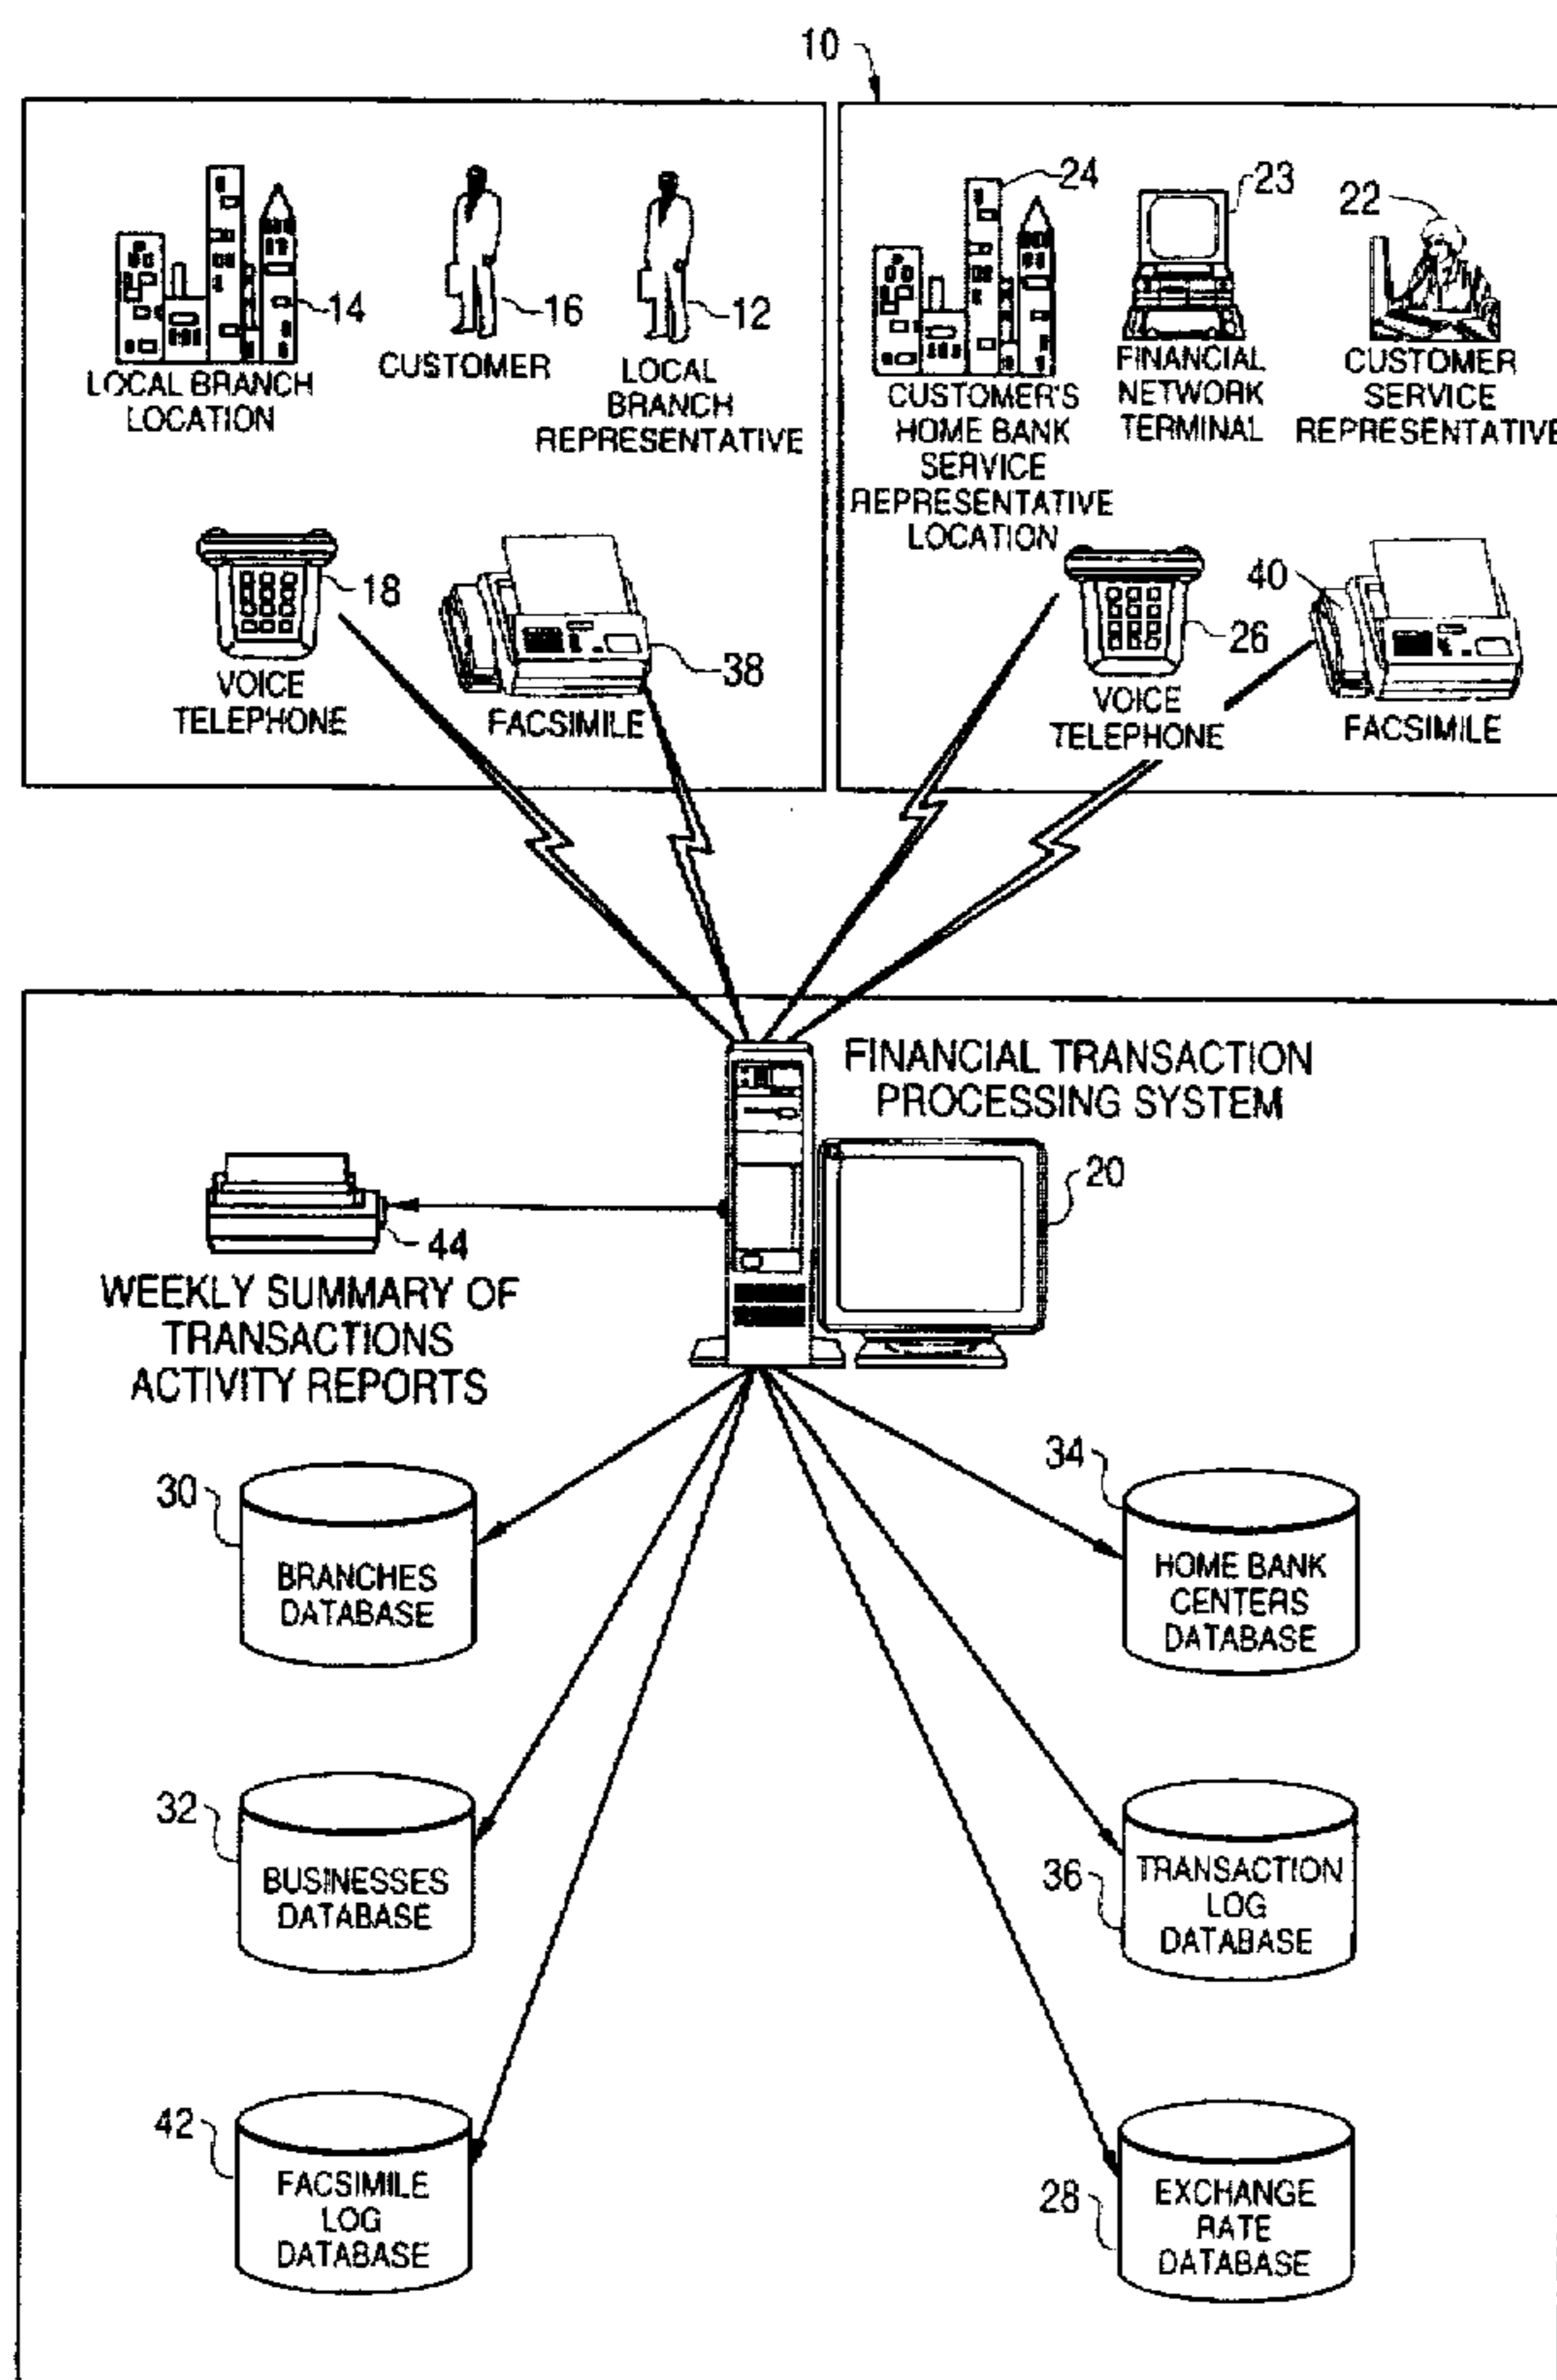 10
24
23
22
14
16
12
LOCAL BRANCH
LOCATION
CUSTOMER
LOCAL
BRANCH
REPRESENTATIVE
CUSTOMER'S
HOME BANK
SERVICE
REPRESENTATIVE
LOCATION
FINANCIAL
NETWORK
TERMINAL
CUSTOMER
SERVICE
REPRESENTATIVE
18
VOICE
TELEPHONE
38
FACSIMILE
26
VOICE
TELEPHONE
40
FACSIMILE
FINANCIAL TRANSACTION
PROCESSING SYSTEM
20
44
WEEKLY SUMMARY OF
TRANSACTIONS
ACTIVITY REPORTS
30
BRANCHES
DATABASE
34
HOME BANK
CENTERS
DATABASE
32
BUSINESSES
DATABASE
36
TRANSACTION
LOG
DATABASE
42
FACSIMILE
LOG
DATABASE
28
EXCHANGE
RATE
DATABASE